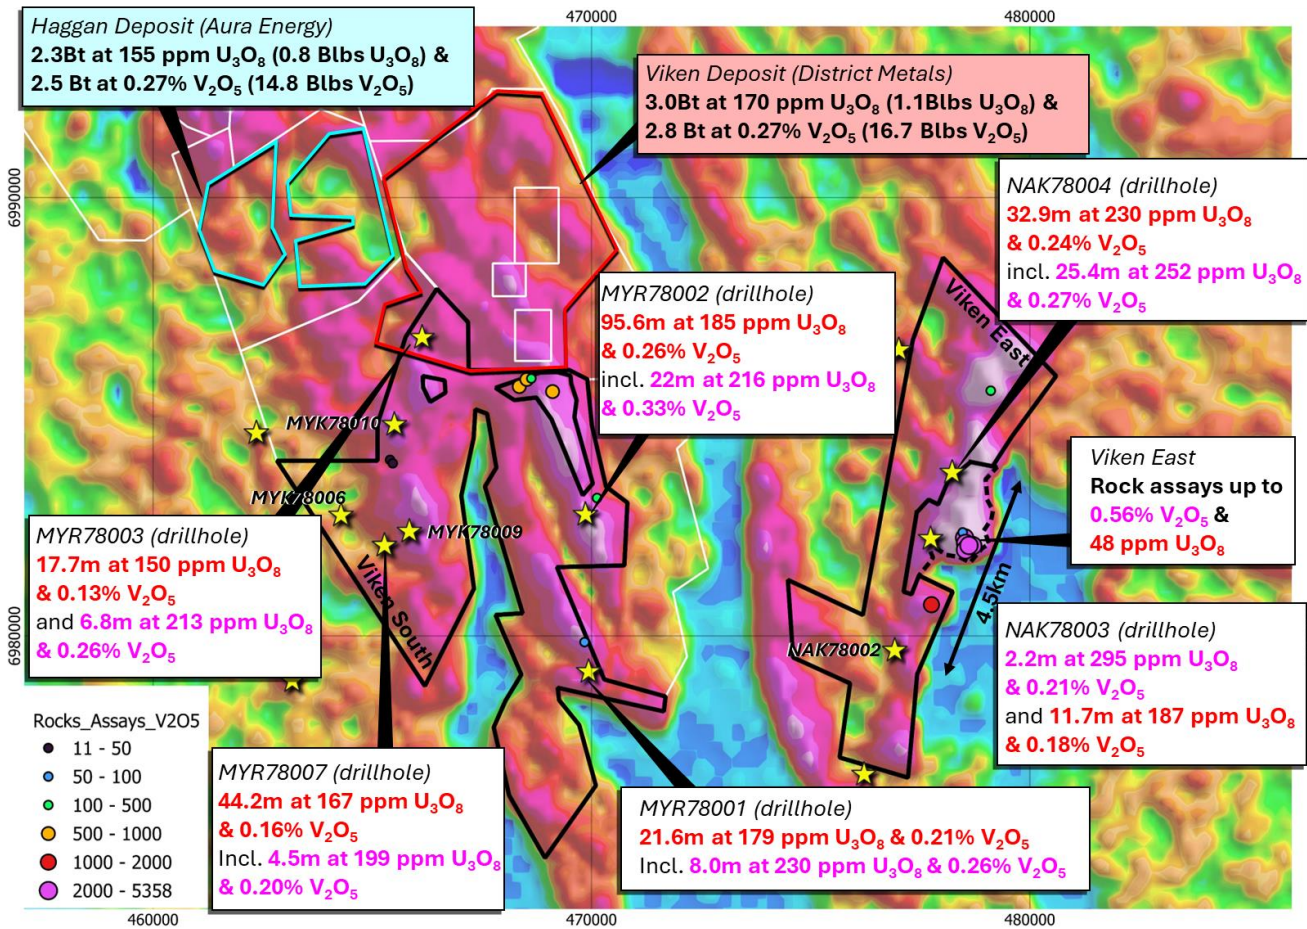 470000
480000
Haggan Deposit (Aura Energy)
2.3Bt at 155 ppm U₃O₈ (0.8 Blbs U₃O₈) &
2.5 Bt at 0.27% V₂O₅ (14.8 Blbs V₂O₅)
Viken Deposit (District Metals)
3.0Bt at 170 ppm U₃O₈ (1.1Blbs U₃O₈) &
2.8 Bt at 0.27% V₂O₅ (16.7 Blbs V₂O₅)
6990000
NAK78004 (drillhole)
32.9m at 230 ppm U₃O₈
& 0.24% V₂O₅
incl. 25.4m at 252 ppm U₃O₈
& 0.27% V₂O₅
MYR78002 (drillhole)
95.6m at 185 ppm U₃O₈
& 0.26% V₂O₅
incl. 22m at 216 ppm U₃O₈
& 0.33% V₂O₅
Viken East
MYK78010
MYK78006
MYK78009
Viken South
Viken East
Rock assays up to
0.56% V₂O₅ &
48 ppm U₃O₈
MYR78003 (drillhole)
17.7m at 150 ppm U₃O₈
& 0.13% V₂O₅
and 6.8m at 213 ppm U₃O₈
& 0.26% V₂O₅
4.5km
6980000
NAK78002
NAK78003 (drillhole)
2.2m at 295 ppm U₃O₈
& 0.21% V₂O₅
and 11.7m at 187 ppm U₃O₈
& 0.18% V₂O₅
Rocks_Assays_V2O5
11 - 50
50 - 100
100 - 500
500 - 1000
1000 - 2000
2000 - 5358
MYR78007 (drillhole)
44.2m at 167 ppm U₃O₈
& 0.16% V₂O₅
Incl. 4.5m at 199 ppm U₃O₈
& 0.20% V₂O₅
MYR78001 (drillhole)
21.6m at 179 ppm U₃O₈ & 0.21% V₂O₅
Incl. 8.0m at 230 ppm U₃O₈ & 0.26% V₂O₅
460000
470000
480000